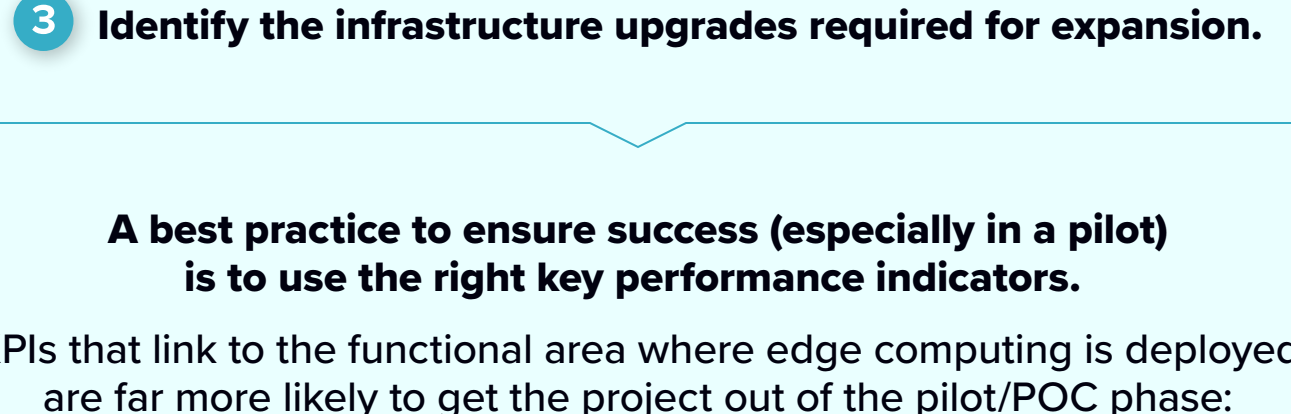 3 Identify the infrastructure upgrades required for expansion.
A best practice to ensure success (especially in a pilot)
is to use the right key performance indicators.
PIs that link to the functional area where edge computing is deployed
are far more likely to get the project out of the pilot/POC phase: